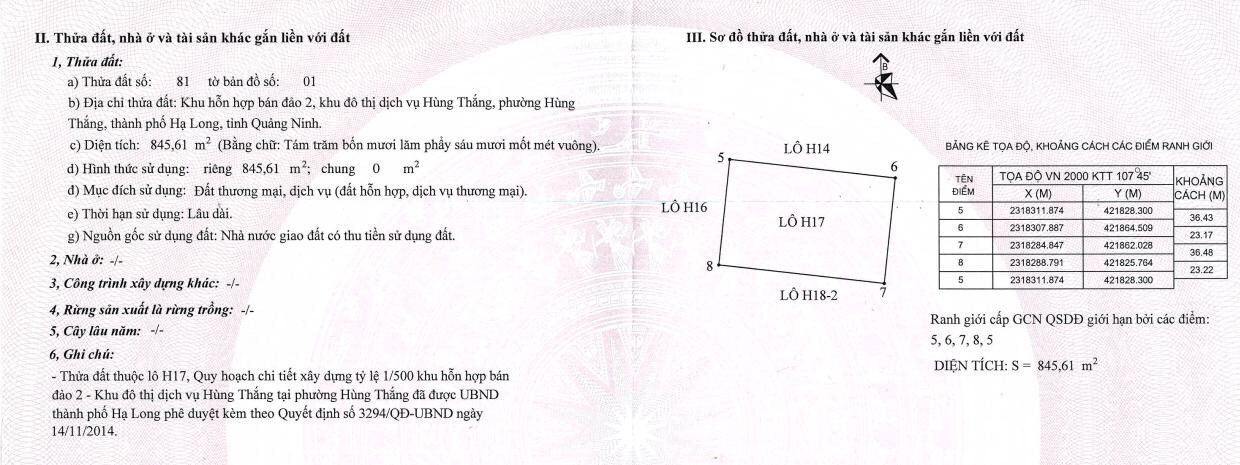 II. Thửa đất, nhà ở và tài sản khác gắn liền với đất
1, Thửa đất:
a) Thửa đất số: 81 tờ bản đồ số: 01
b) Địa chỉ thửa đất: Khu hỗn hợp bán đảo 2, khu đô thị dịch vụ Hùng Thắng, phường Hùng
Thắng, thành phố Hạ Long, tỉnh Quảng Ninh.
c) Diện tích: 845,61 m² (Bằng chữ: Tám trăm bốn mươi lăm phẩy sáu mươi mốt mét vuông).
d) Hình thức sử dụng: riêng 845,61 m²; chung 0 m²
đ) Mục đích sử dụng: Đất thương mại, dịch vụ (đất hỗn hợp, dịch vụ thương mại).
e) Thời hạn sử dụng: Lâu dài.
g) Nguồn gốc sử dụng đất: Nhà nước giao đất có thu tiền sử dụng đất.
2, Nhà ở: -/-
3, Công trình xây dựng khác: -/-
4, Rừng sản xuất là rừng trồng: -/-
5, Cây lâu năm: -/-
6, Ghi chú:
- Thửa đất thuộc lô H17, Quy hoạch chi tiết xây dựng tỷ lệ 1/500 khu hỗn hợp bán
đảo 2 - Khu đô thị dịch vụ Hùng Thắng tại phường Hùng Thắng đã được UBND
thành phố Hạ Long phê duyệt kèm theo Quyết định số 3294/QĐ-UBND ngày
14/11/2014.
III. Sơ đồ thửa đất, nhà ở và tài sản khác gắn liền với đất
B
LÔ H14
5
6
LÔ H16
LÔ H17
8
7
LÔ H18-2
BẢNG KÊ TỌA ĐỘ, KHOẢNG CÁCH CÁC ĐIỂM RANH GIỚI
TÊN ĐIỂM TỌA ĐỘ VN 2000 KTT 107°45' KHOẢNG CÁCH (M)
X (M) Y (M)
5 2318311.874 421828.300
36.43
6 2318307.887 421864.509
23.17
7 2318284.847 421862.028
36.48
8 2318288.791 421825.764
23.22
5 2318311.874 421828.300
Ranh giới cấp GCN QSDĐ giới hạn bởi các điểm:
5, 6, 7, 8, 5
DIỆN TÍCH: S = 845,61 m²